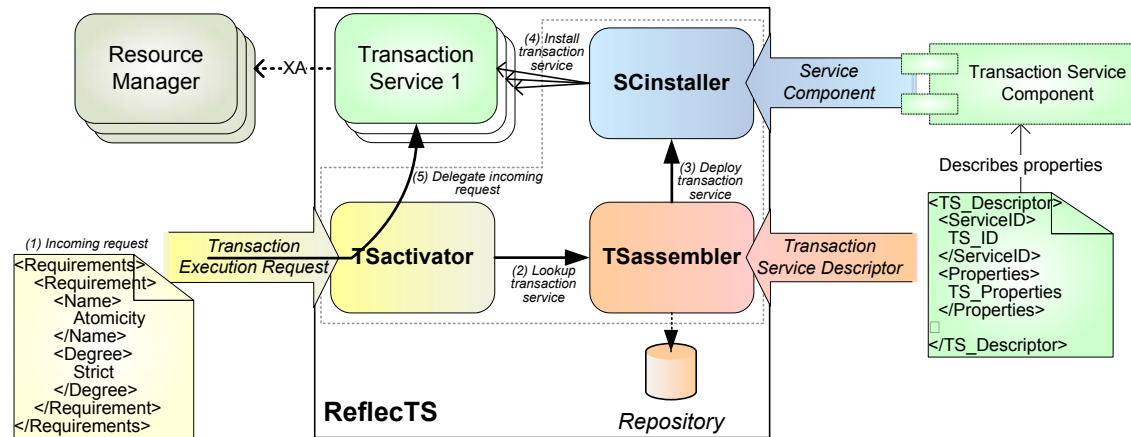 Resource
Manager
XA
Transaction
Service 1
(4) Install
transaction
service
SCinstaller
Service
Component
Transaction Service
Component
Describes properties
(5) Delegate incoming
request
(3) Deploy
transaction
service
(1) Incoming request
<Requirements>
<Requirement>
<Name>
Atomicity
</Name>
<Degree>
Strict
</Degree>
</Requirement>
</Requirements>
Transaction
Execution Request
TSactivator
(2) Lookup
transaction
service
TSassembler
Transaction
Service Descriptor
<TS_Descriptor>
<ServiceID>
TS_ID
</ServiceID>
<Properties>
TS_Properties
</Properties>
</TS_Descriptor>
ReflecTS
Repository